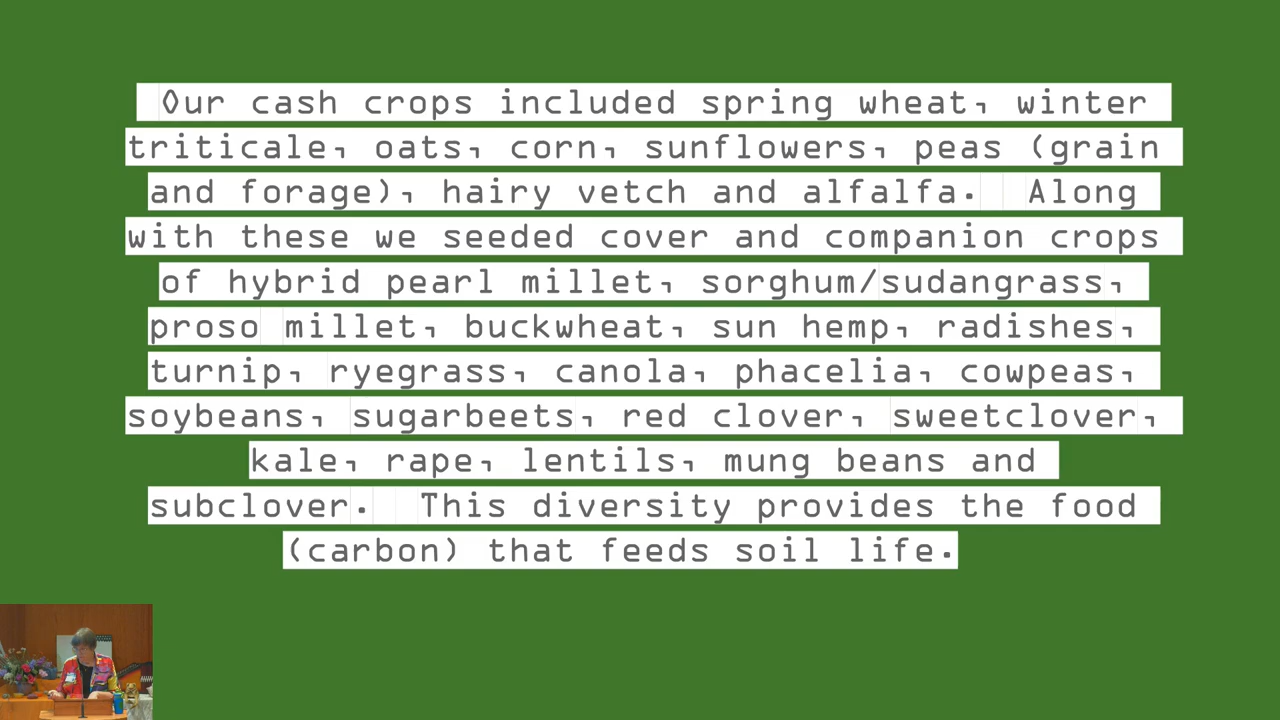 Our cash crops included spring wheat, winter
triticale, oats, corn, sunflowers, peas (grain
and forage), hairy vetch and alfalfa. Along
with these we seeded cover and companion crops
of hybrid pearl millet, sorghum/sudangrass,
proso millet, buckwheat, sun hemp, radishes,
turnip, ryegrass, canola, phacelia, cowpeas,
soybeans, sugarbeets, red clover, sweetclover,
kale, rape, lentils, mung beans and
subclover. This diversity provides the food
(carbon) that feeds soil life.